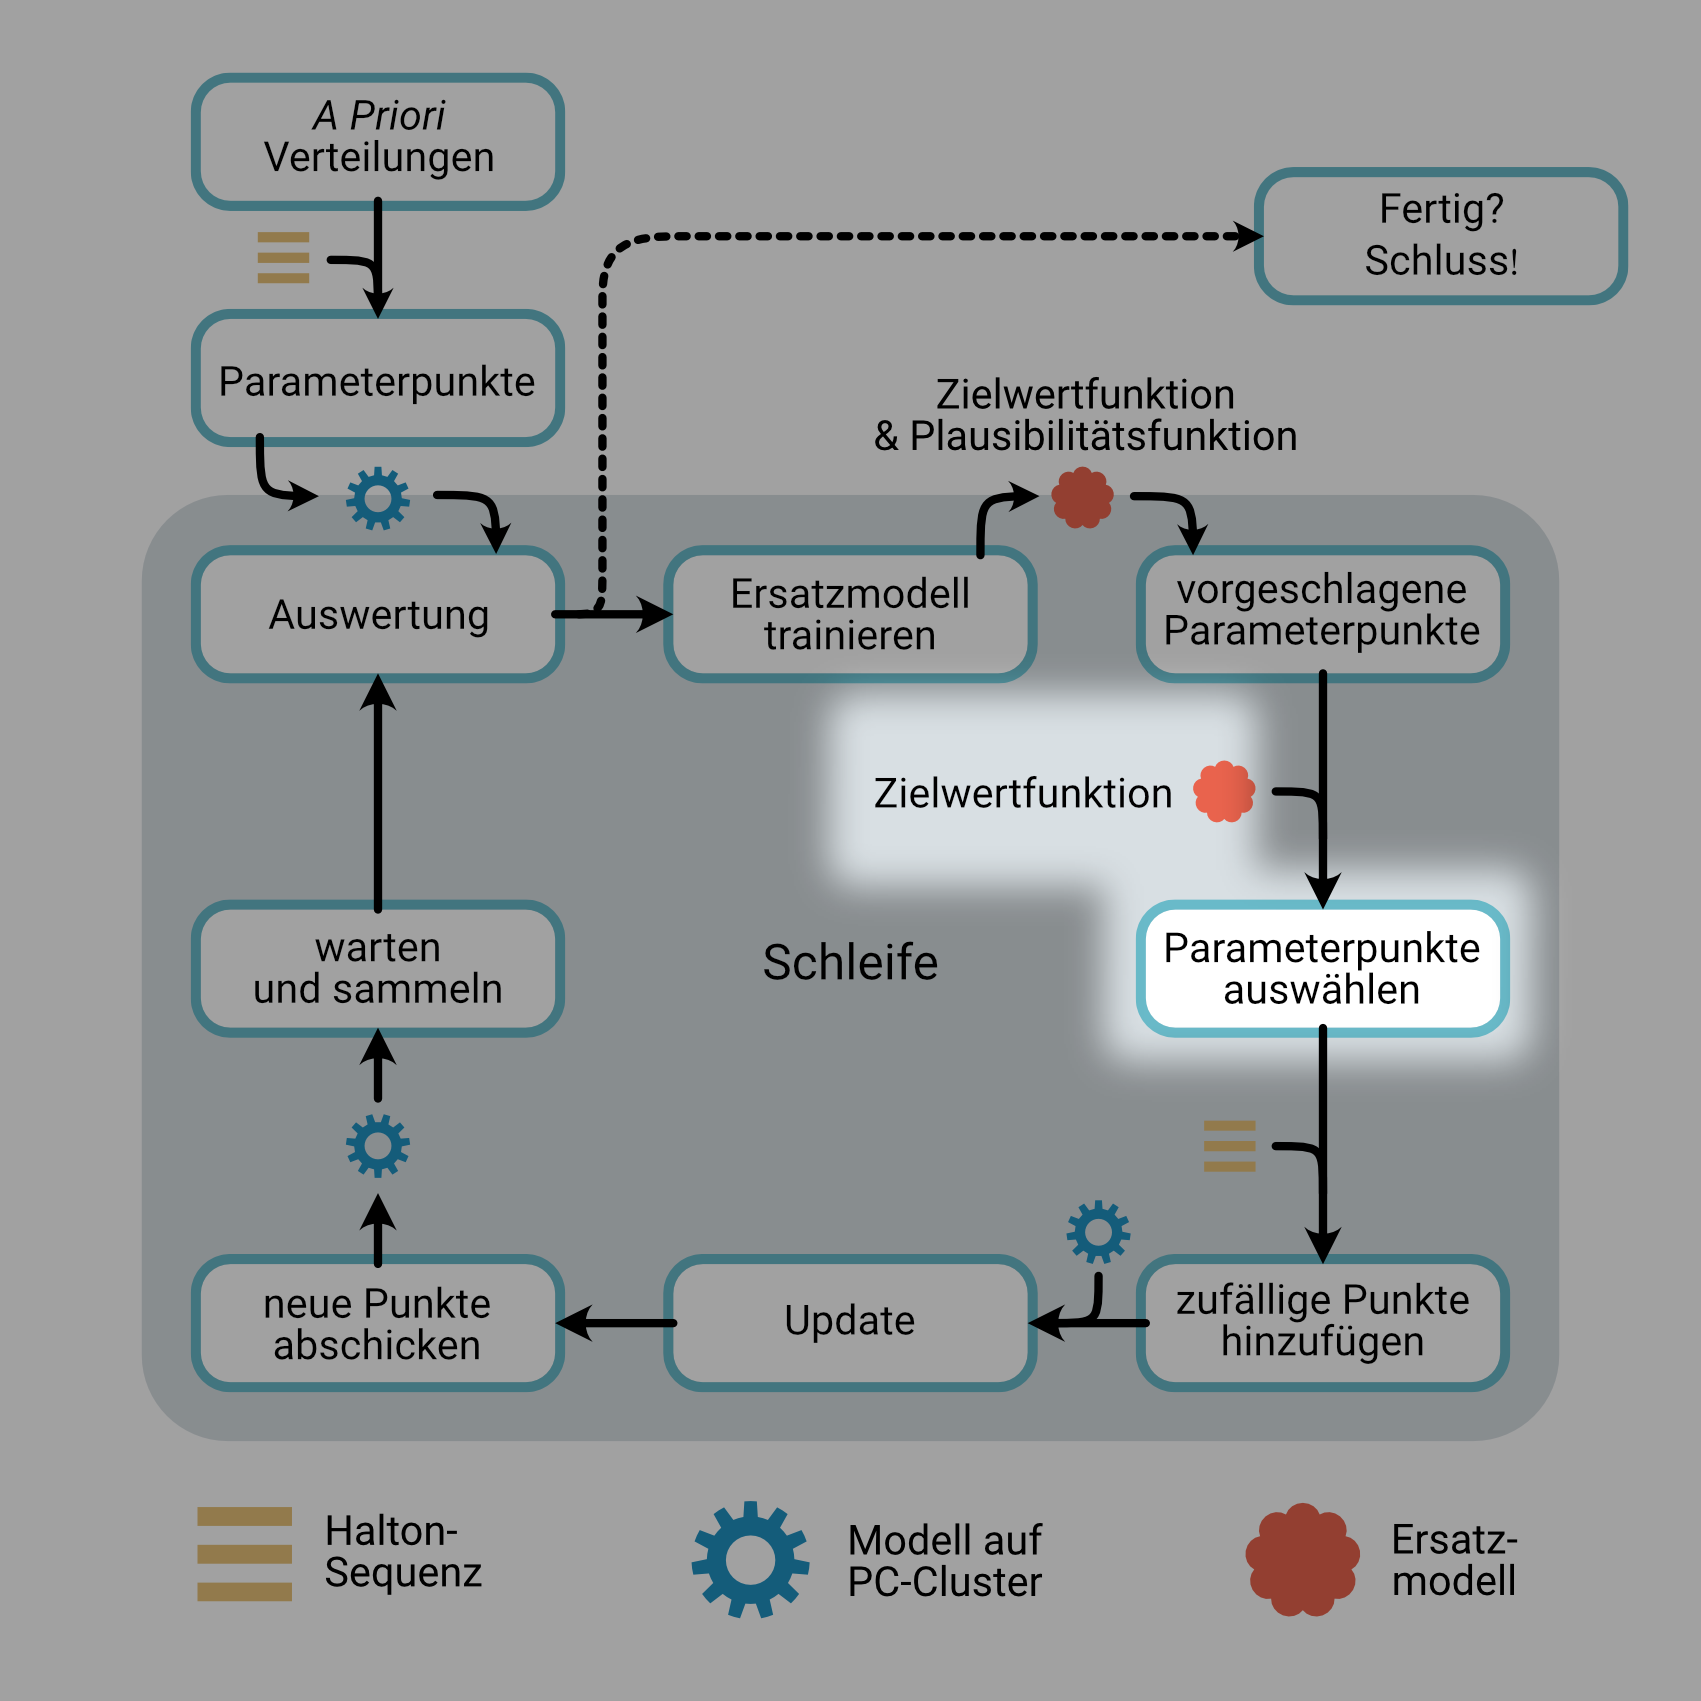 A Priori
Verteilungen
Fertig?
Schluss!
Parameterpunkte
Zielwertfunktion
& Plausibilitätsfunktion
Auswertung
Ersatzmodell
trainieren
vorgeschlagene
Parameterpunkte
Zielwertfunktion
warten
und sammeln
Schleife
Parameterpunkte
auswählen
neue Punkte
abschicken
Update
zufällige Punkte
hinzufügen
Halton-
Sequenz
Modell auf
PC-Cluster
Ersatz-
modell